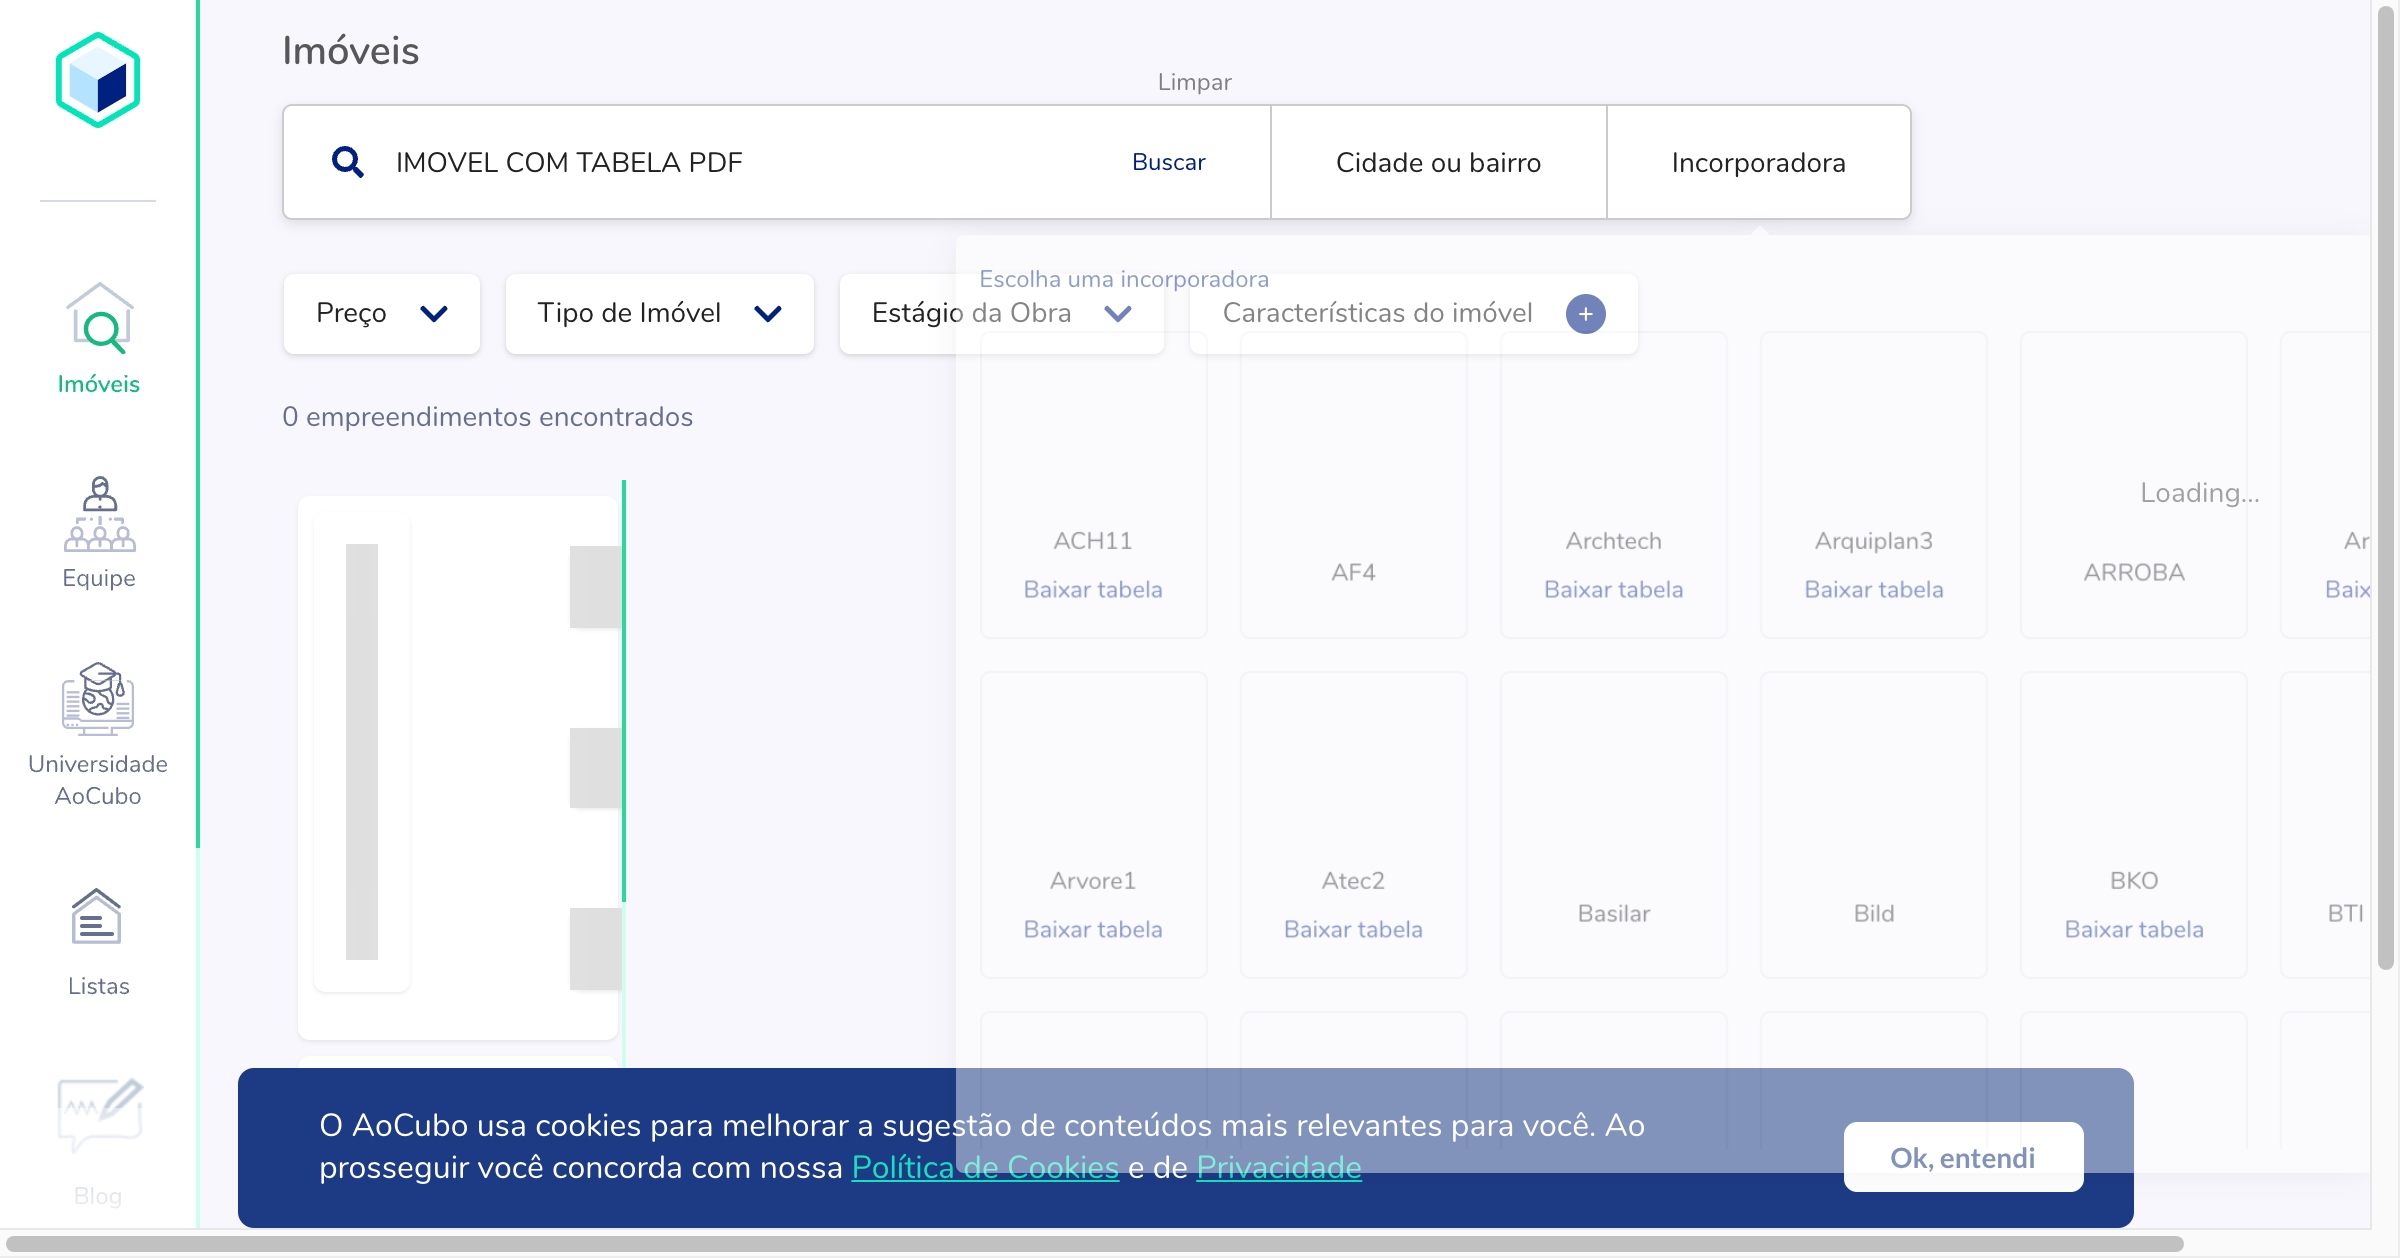 Imóveis
Limpar
IMOVEL COM TABELA PDF
Buscar
Cidade ou bairro
Incorporadora
Escolha uma incorporadora
Preço
Tipo de Imóvel
Estágio da Obra
Características do imóvel
+
Imóveis
0 empreendimentos encontrados
Loading...
ACH11
Baixar tabela
AF4
Archtech
Baixar tabela
Arquiplan3
Baixar tabela
ARROBA
Ar
Baix
Equipe
Universidade
AoCubo
Arvore1
Baixar tabela
Atec2
Baixar tabela
Basilar
Bild
BKO
Baixar tabela
BTI
Listas
Blog
O AoCubo usa cookies para melhorar a sugestão de conteúdos mais relevantes para você. Ao
prosseguir você concorda com nossa Política de Cookies e de Privacidade
Ok, entendi